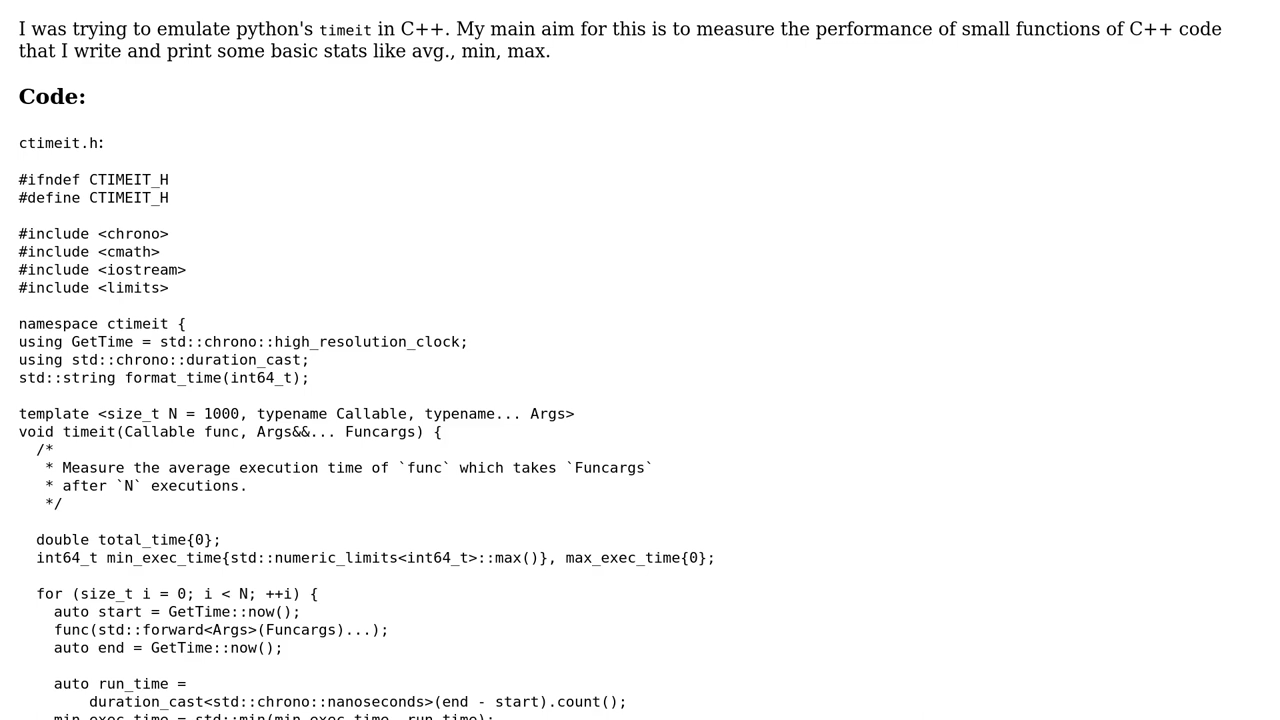 I was trying to emulate python's timeit in C++. My main aim for this is to measure the performance of small functions of C++ code
that I write and print some basic stats like avg., min, max.
Code:
ctimeit.h:
#ifndef CTIMEIT_H
#define CTIMEIT_H
#include <chrono>
#include <cmath>
#include <iostream>
#include <limits>
namespace ctimeit {
using GetTime = std::chrono::high_resolution_clock;
using std::chrono::duration_cast;
std::string format_time(int64_t);
template <size_t N = 1000, typename Callable, typename... Args>
void timeit(Callable func, Args&&... Funcargs) {
  /*
   * Measure the average execution time of `func` which takes `Funcargs`
   * after `N` executions.
   */
  double total_time{0};
  int64_t min_exec_time{std::numeric_limits<int64_t>::max()}, max_exec_time{0};
  for (size_t i = 0; i < N; ++i) {
    auto start = GetTime::now();
    func(std::forward<Args>(Funcargs)...);
    auto end = GetTime::now();
    auto run_time =
        duration_cast<std::chrono::nanoseconds>(end - start).count();
    min_exec_time = std::min(min_exec_time, run_time);